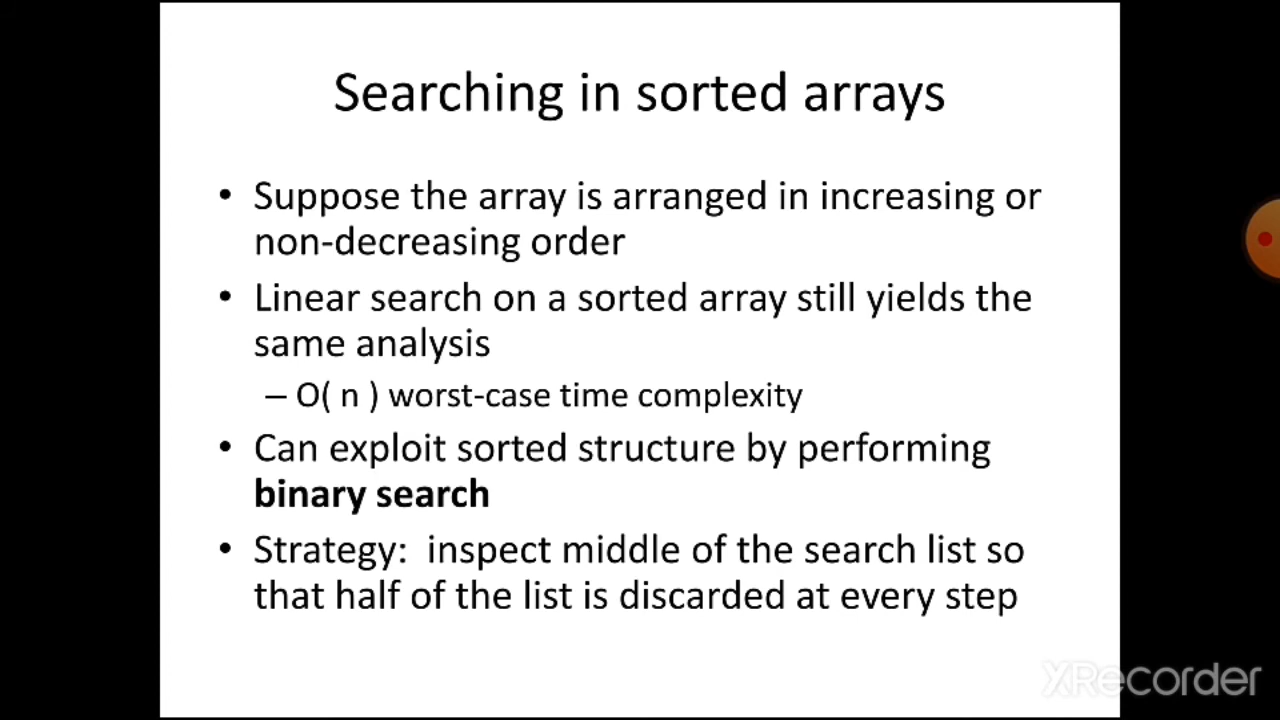 Searching in sorted arrays
• Suppose the array is arranged in increasing or
non-decreasing order
• Linear search on a sorted array still yields the
same analysis
– O( n ) worst-case time complexity
• Can exploit sorted structure by performing
binary search
• Strategy:  inspect middle of the search list so
that half of the list is discarded at every step
XRecorder